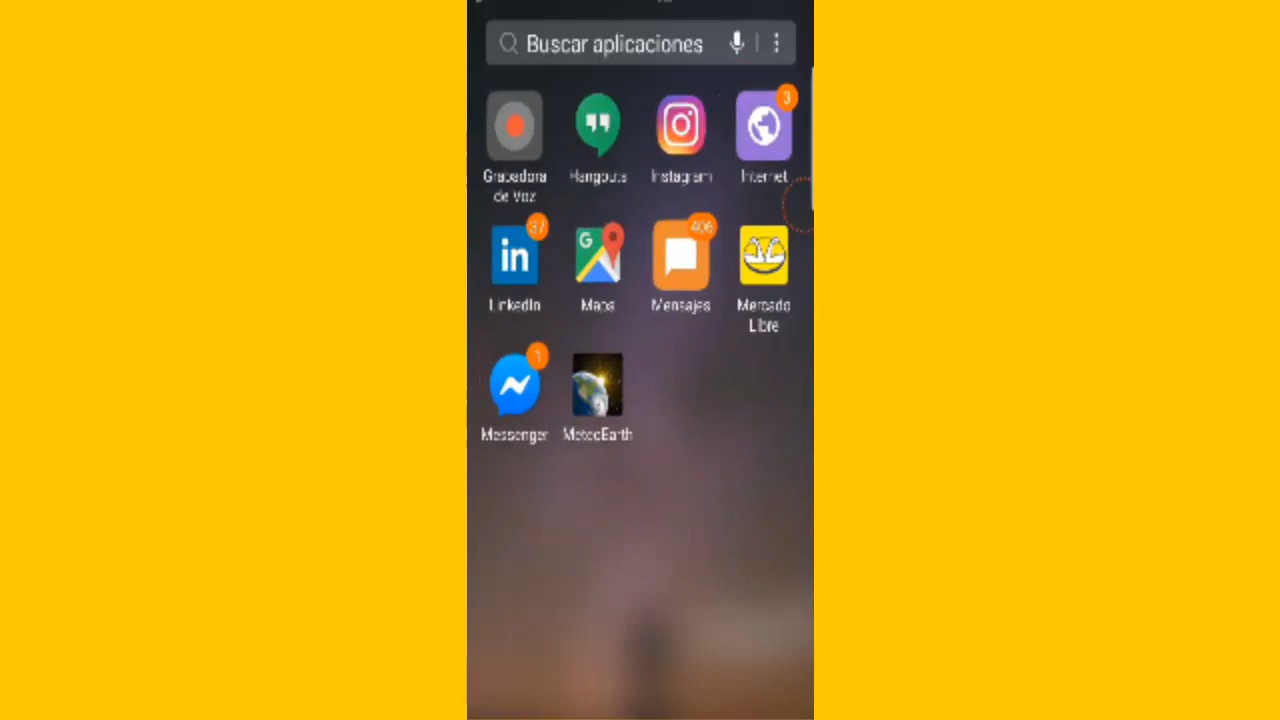 Buscar aplicaciones
3
Grabadora
de Voz
Hangouts
Instagram
Internet
37
406
in
G
LinkedIn
Maps
Mensajes
Mercado
Libre
1
Messenger
MeteoEarth